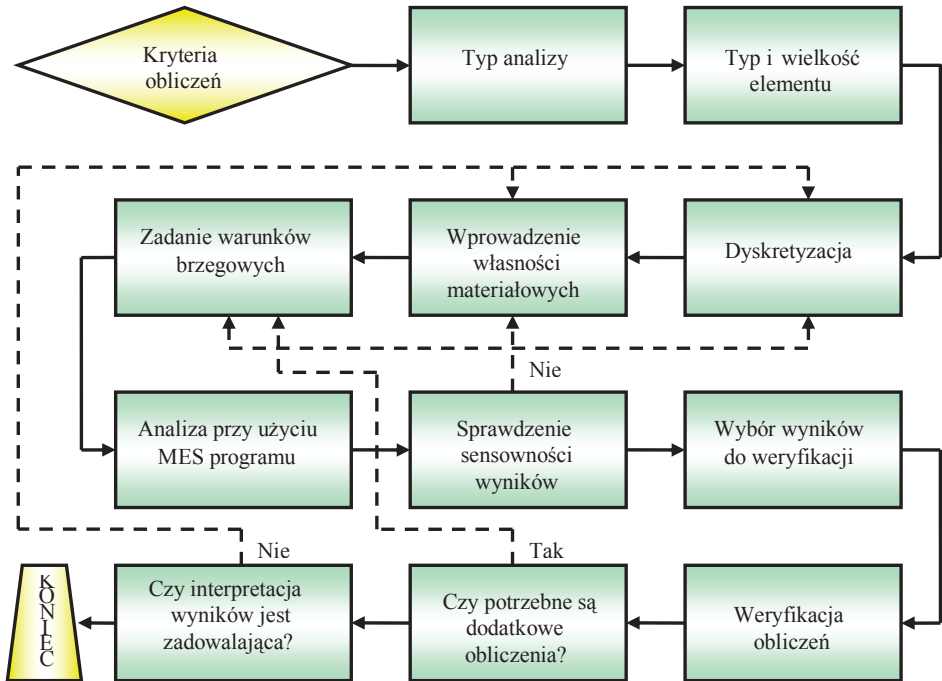 Kryteria
obliczeń
Typ analizy
Typ i wielkość
elementu
Zadanie warunków
brzegowych
Wprowadzenie
własności
materiałowych
Dyskretyzacja
Nie
Analiza przy użyciu
MES programu
Sprawdzenie
sensowności
wyników
Wybór wyników
do weryfikacji
Nie
Tak
KONIEC
Czy interpretacja
wyników jest
zadowalająca?
Czy potrzebne są
dodatkowe
obliczenia?
Weryfikacja
obliczeń